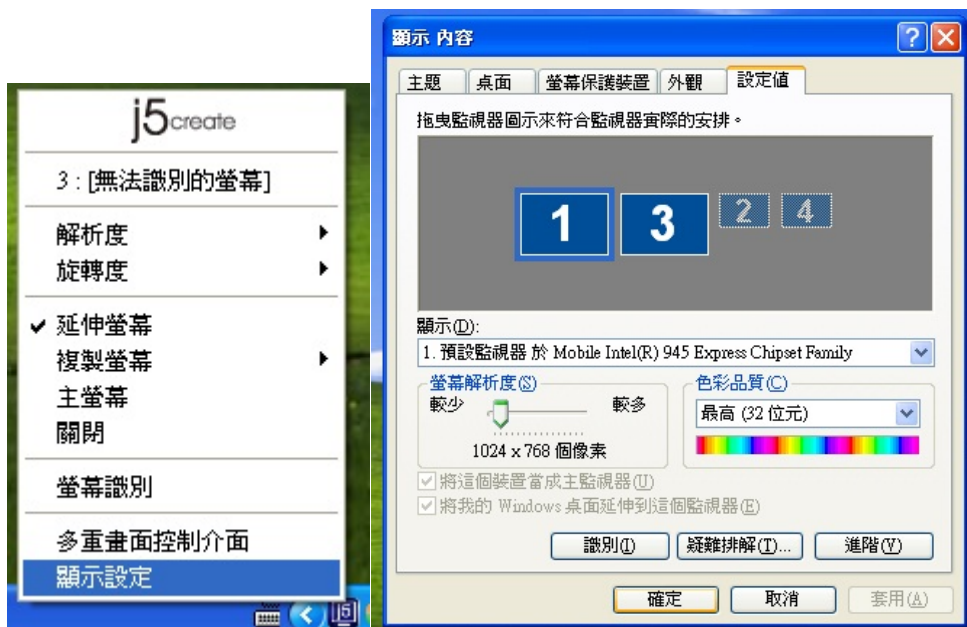 j5create
3 : [無法識別的螢幕]
解析度
旋轉度
延伸螢幕
複製螢幕
主螢幕
關閉
螢幕識別
多重畫面控制介面
顯示設定
j5
顯示 內容
主題 桌面 螢幕保護裝置 外觀 設定值
拖曳監視器圖示來符合監視器實際的安排。
1 3 2 4
顯示(D):
1. 預設監視器 於 Mobile Intel(R) 945 Express Chipset Family
螢幕解析度(S) 色彩品質(C)
較少 較多 最高 (32 位元)
1024 x 768 個像素
將這個裝置當成主監視器(U)
將我的 Windows 桌面延伸到這個監視器(E)
識別(I) 疑難排解(T)... 進階(V)
確定 取消 套用(A)